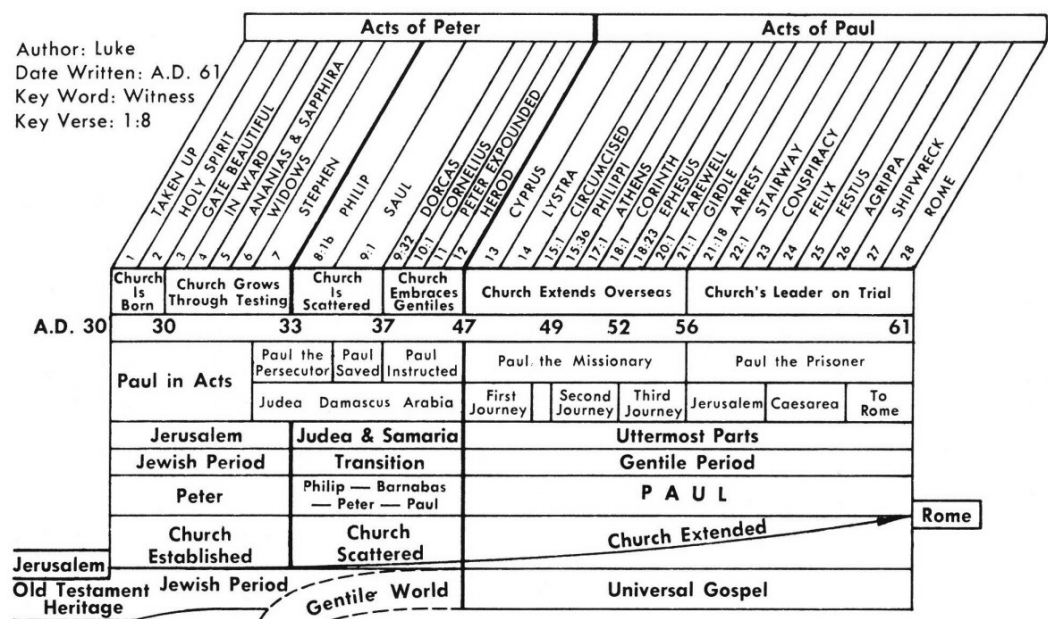 Acts of Peter
Acts of Paul
Author: Luke
Date Written: A.D. 61
Key Word: Witness
Key Verse: 1:8
TAKEN UP
HOLY SPIRIT
GATE BEAUTIFUL
IN WARD
ANANIAS & SAPPHIRA
WIDOWS
STEPHEN
PHILIP
SAUL
DORCAS
CORNELIUS
PETER EXPOUNDED
HEROD
CYPRUS
LYSTRA
CIRCUMCISED
PHILIPPI
ATHENS
CORINTH
EPHESUS
FAREWELL
GIRDLE
ARREST
STAIRWAY
CONSPIRACY
FELIX
FESTUS
AGRIPPA
SHIPWRECK
ROME
1 2 3 4 5 6 7 8:1b 9:1 9:32 10:1 11 12 13 14 15:1 15:36 17:1 18:1 18:23 20:1 21:1 21:18 22:1 23 24 25 26 27 28
Church Is Born
Church Grows Through Testing
Church Is Scattered
Church Embraces Gentiles
Church Extends Overseas
Church's Leader on Trial
A.D. 30 30 33 37 47 49 52 56 61
Paul in Acts
Paul the Persecutor
Paul Saved
Paul Instructed
Paul the Missionary
Paul the Prisoner
Judea Damascus Arabia
First Journey
Second Journey
Third Journey
Jerusalem
Caesarea
To Rome
Jerusalem
Judea & Samaria
Uttermost Parts
Jewish Period
Transition
Gentile Period
Peter
Philip — Barnabas
— Peter — Paul
PAUL
Church Established
Church Scattered
Church Extended
Rome
Jerusalem
Old Testament Heritage
Jewish Period
Gentile World
Universal Gospel